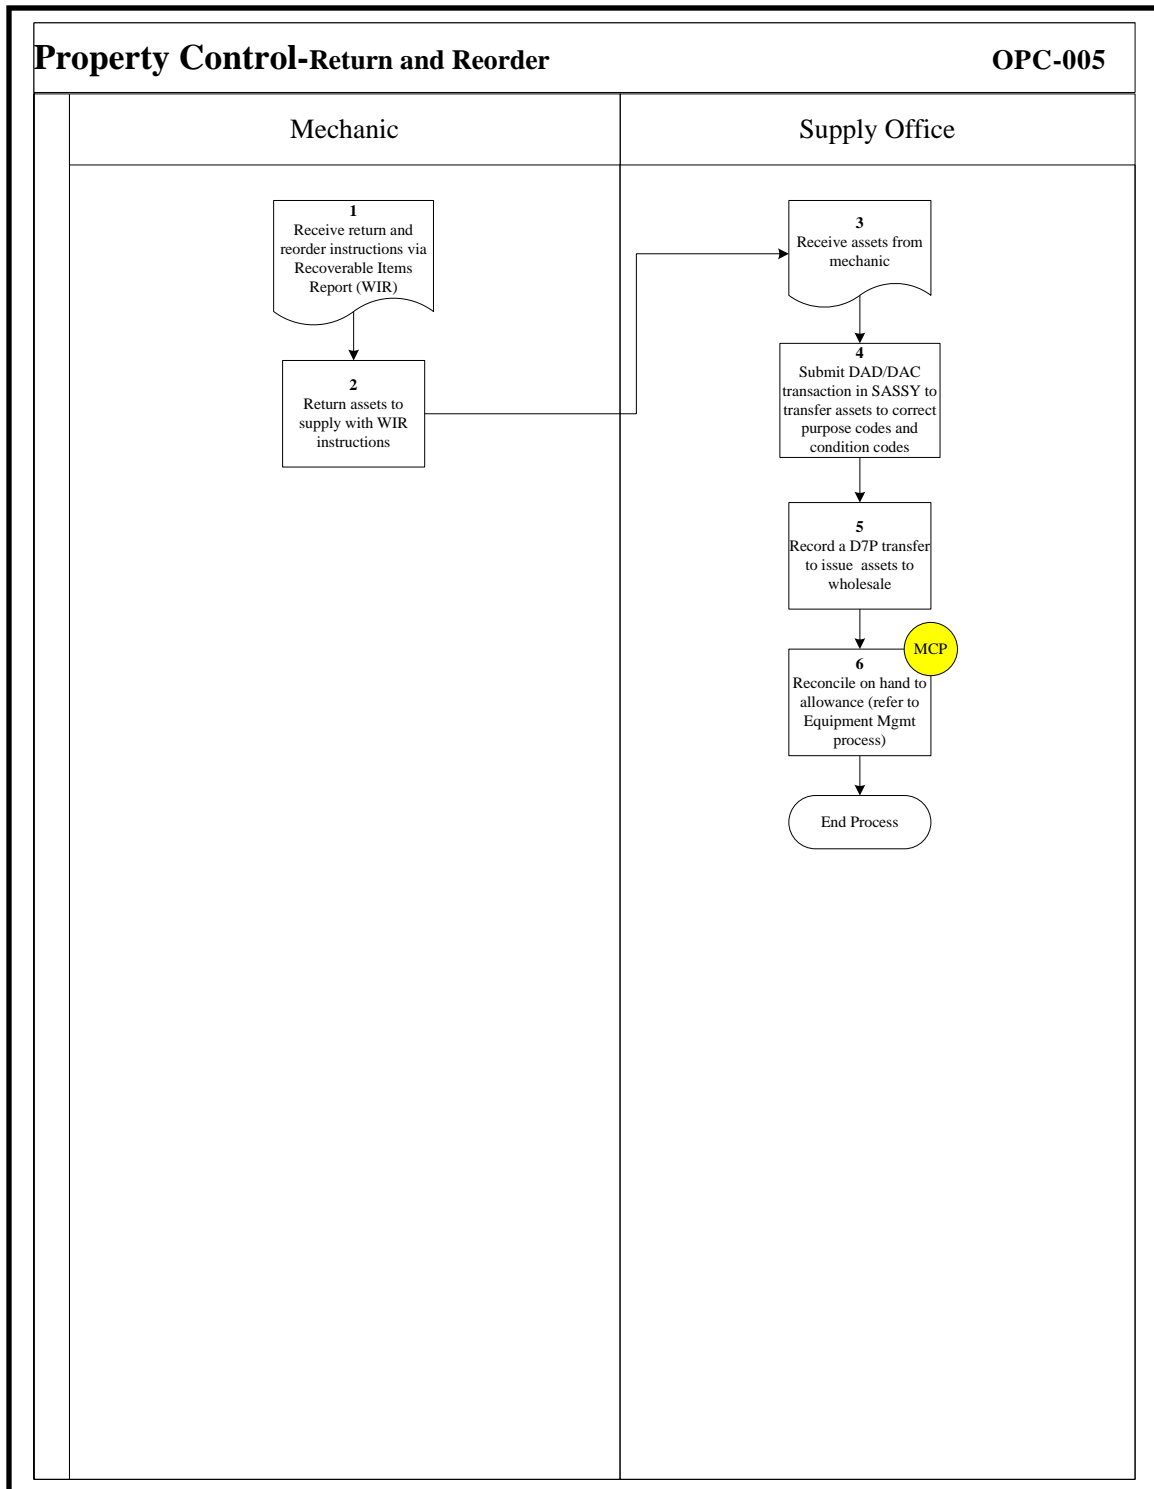 Property Control-Return and Reorder
OPC-005
Mechanic
Supply Office
1
Receive return and
reorder instructions via
Recoverable Items
Report (WIR)
2
Return assets to
supply with WIR
instructions
3
Receive assets from
mechanic
4
Submit DAD/DAC
transaction in SASSY to
transfer assets to correct
purpose codes and
condition codes
5
Record a D7P transfer
to issue assets to
wholesale
MCP
6
Reconcile on hand to
allowance (refer to
Equipment Mgmt
process)
End Process